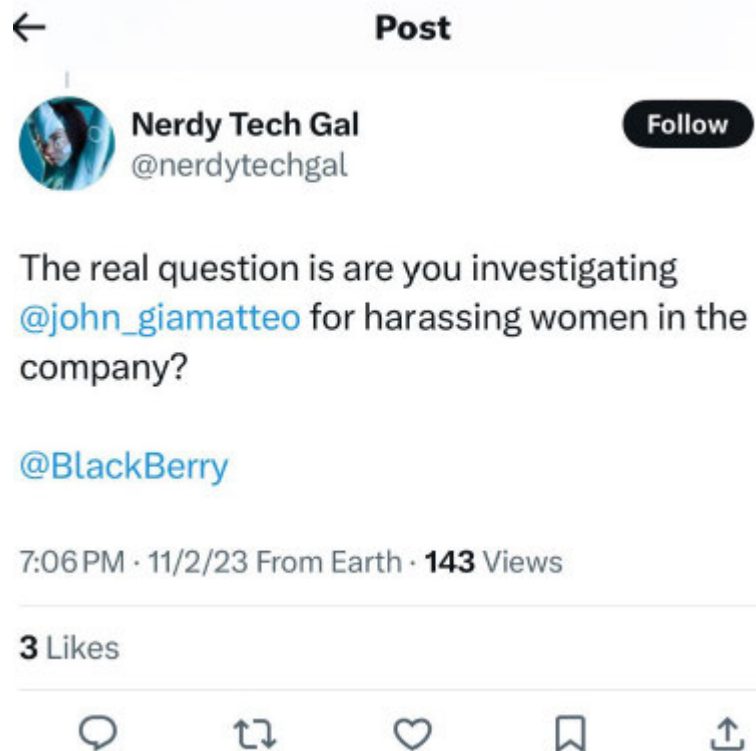 Post
Nerdy Tech Gal
Follow
@nerdytechgal
The real question is are you investigating
@john_giamatteo for harassing women in the
company?
@BlackBerry
7:06 PM · 11/2/23 From Earth · 143 Views
3 Likes